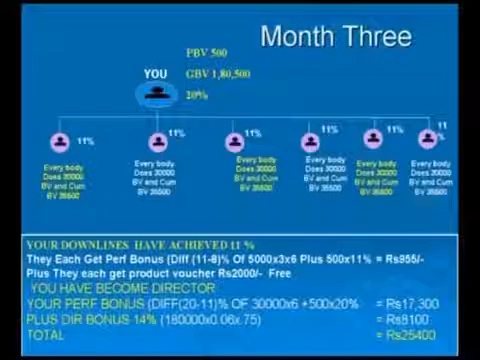 Month Three
PBV 500
YOU
GBV 1,80,500
20%
11% 11% 11% 11% 11% 11
%
Every body Every body Every body Every body Every body Every body
Does 30000 Does 30000 Does 30000 Does 30000 Does 30000 Does 30000
BV and Cum BV and Cum BV and Cum BV and Cum BV and Cum BV and Cum
BV 35500 BV 35500 BV 35500 BV 35500 BV 35500 BV 35500
YOUR DOWNLINES HAVE ACHIEVED 11 %
They Each Get Perf Bonus (Diff (11-8)% Of 5000x3x6 Plus 500x11% = Rs955/-
Plus They each get product voucher Rs2000/- Free
YOU HAVE BECOME DIRECTOR
YOUR PERF BONUS (DIFF(20-11)% OF 30000x6 +500x20% = Rs17,300
PLUS DIR BONUS 14% (180000x0.06x.75) = Rs8100
TOTAL = Rs25400